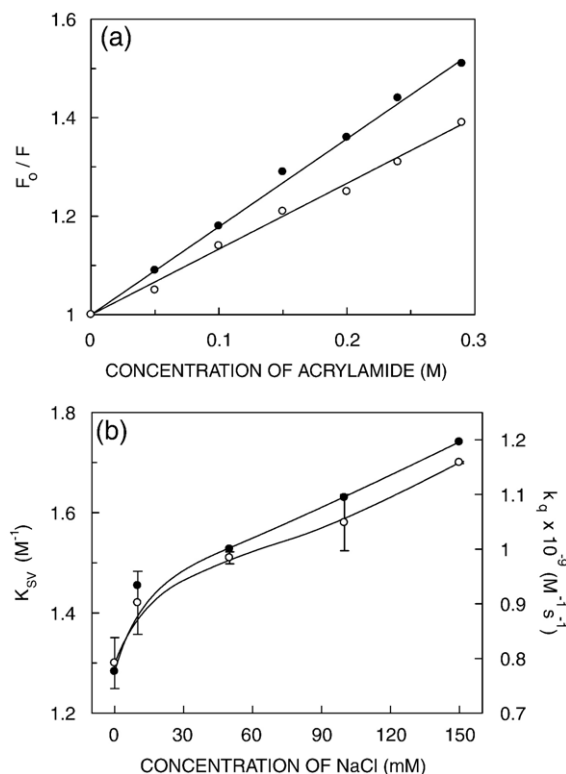 (a)
1.6
1.4
1.2
1
F₀ / F
0 0.1 0.2 0.3
CONCENTRATION OF ACRYLAMIDE (M)
(b)
1.8
1.6
1.4
1.2
K_SV (M⁻¹)
1.2
1.1
1
0.9
0.8
0.7
k_q x 10⁻⁹ (M⁻¹ s⁻¹)
0 30 60 90 120 150
CONCENTRATION OF NaCl (mM)